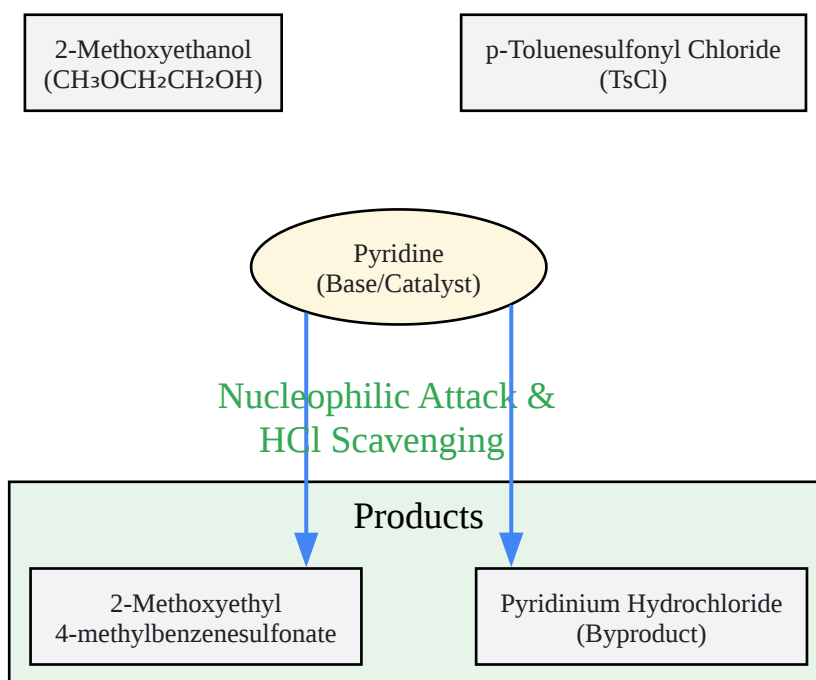 2-Methoxyethanol
(CH₃OCH₂CH₂OH)
p-Toluenesulfonyl Chloride
(TsCl)
Pyridine
(Base/Catalyst)
Nucleophilic Attack &
HCl Scavenging
Products
2-Methoxyethyl
4-methylbenzenesulfonate
Pyridinium Hydrochloride
(Byproduct)